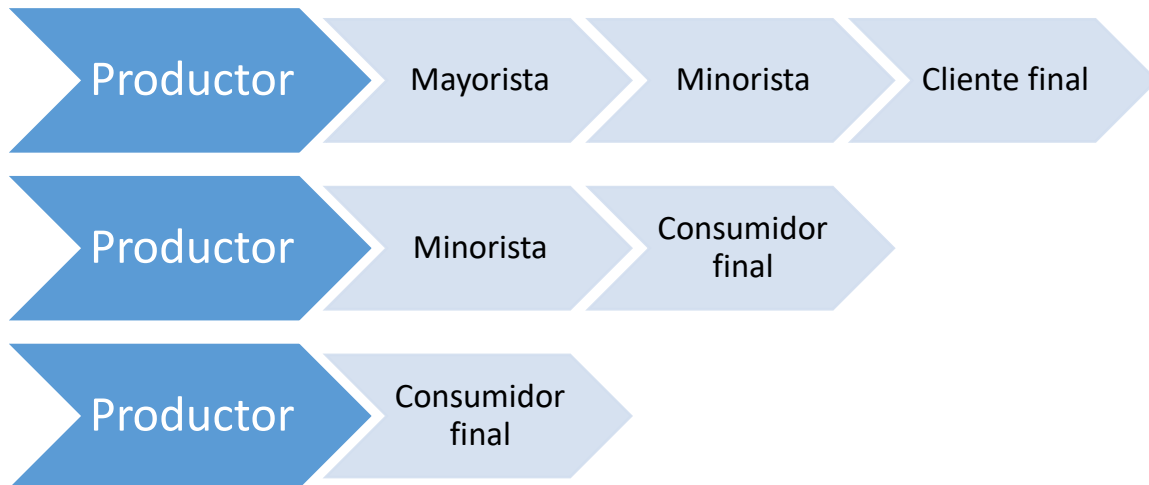 Productor
Mayorista
Minorista
Cliente final
Productor
Minorista
Consumidor
final
Productor
Consumidor
final